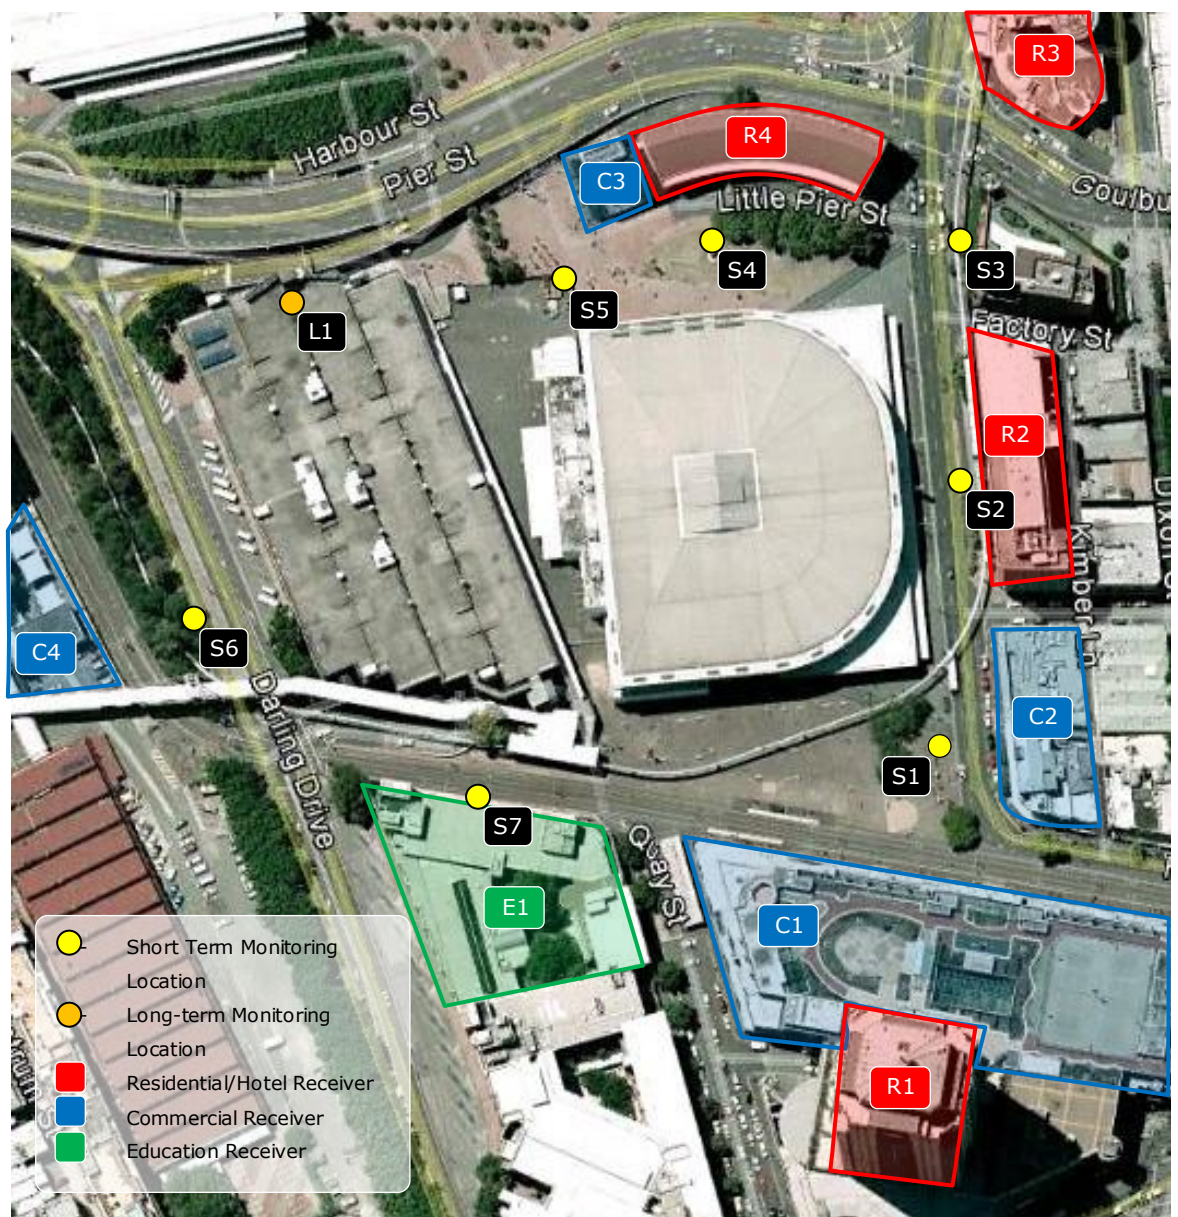 R3
Harbour St
R4
Pier St
C3
Goulbu
Little Pier St
S4
S3
S5
L1
Factory St
R2
S2
Dixon
Kimber Ln
C4
S6
Darling Drive
C2
S1
S7
Quay St
E1
C1
R1
Short Term Monitoring
Location
Long-term Monitoring
Location
Residential/Hotel Receiver
Commercial Receiver
Education Receiver